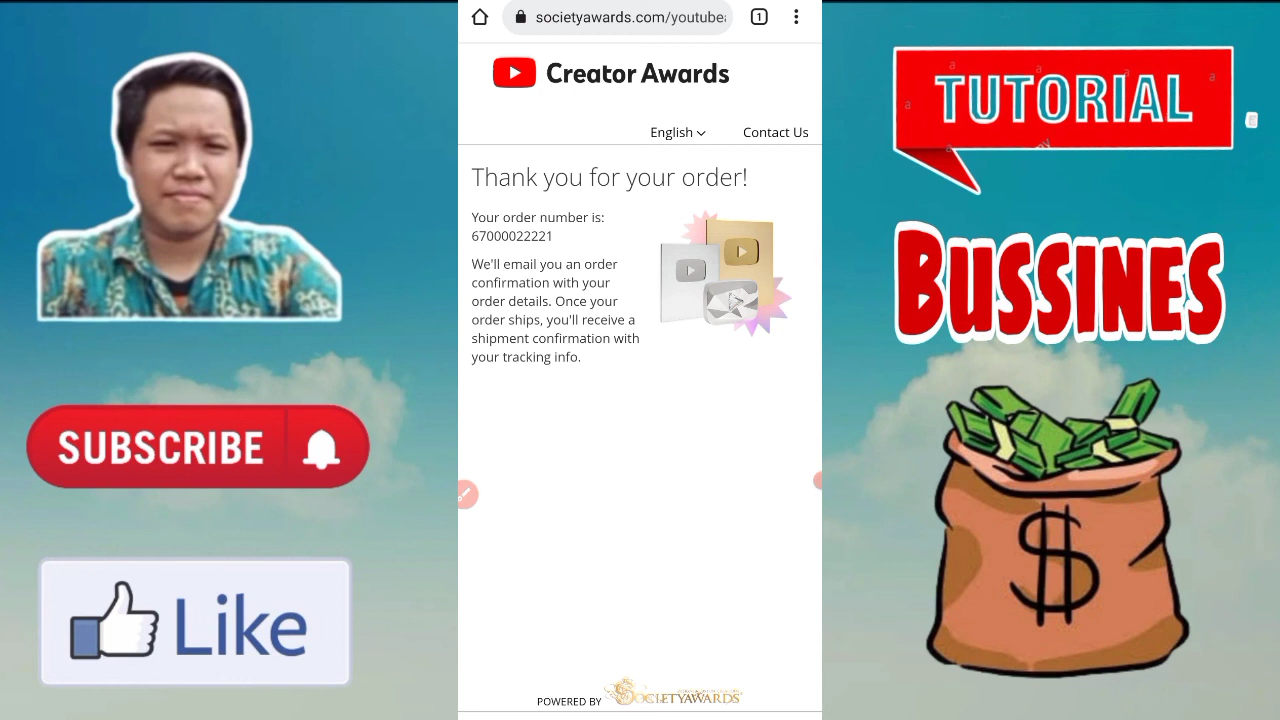 societyawards.com/youtube
1
Creator Awards
English
Contact Us
Thank you for your order!
Your order number is:
67000022221
We'll email you an order
confirmation with your
order details. Once your
order ships, you'll receive a
shipment confirmation with
your tracking info.
POWERED BY SOCIETYAWARDS
SUBSCRIBE
Like
TUTORIAL
BUSSINES
$